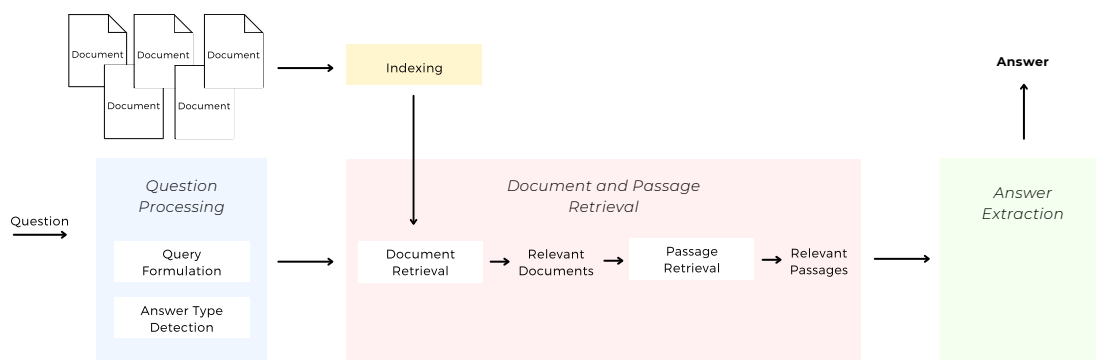 Document
Document
Document
Document
Document
Indexing
Answer
Question
Question
Processing
Query
Formulation
Answer Type
Detection
Document and Passage
Retrieval
Document
Retrieval
Relevant
Documents
Passage
Retrieval
Relevant
Passages
Answer
Extraction